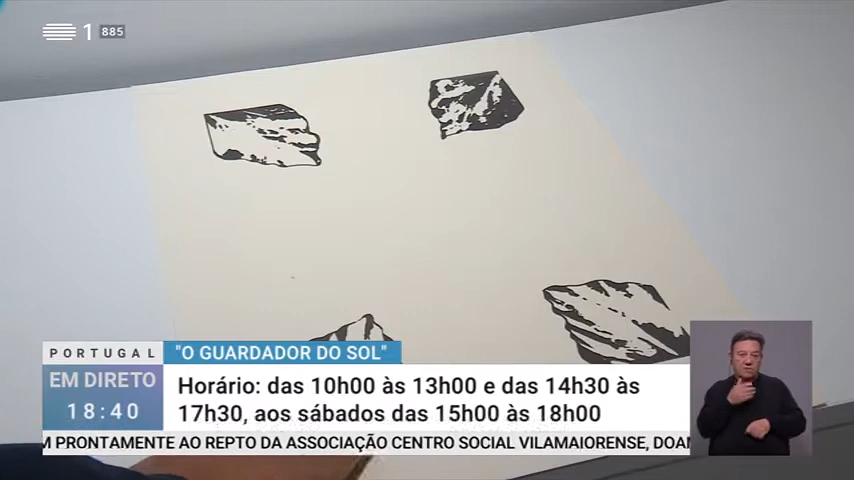 1 885
PORTUGAL
"O GUARDADOR DO SOL"
EM DIRETO
18:40
Horário: das 10h00 às 13h00 e das 14h30 às
17h30, aos sábados das 15h00 às 18h00
PRONTAMENTE AO REPTO DA ASSOCIAÇÃO CENTRO SOCIAL VILAMAIORENSE,